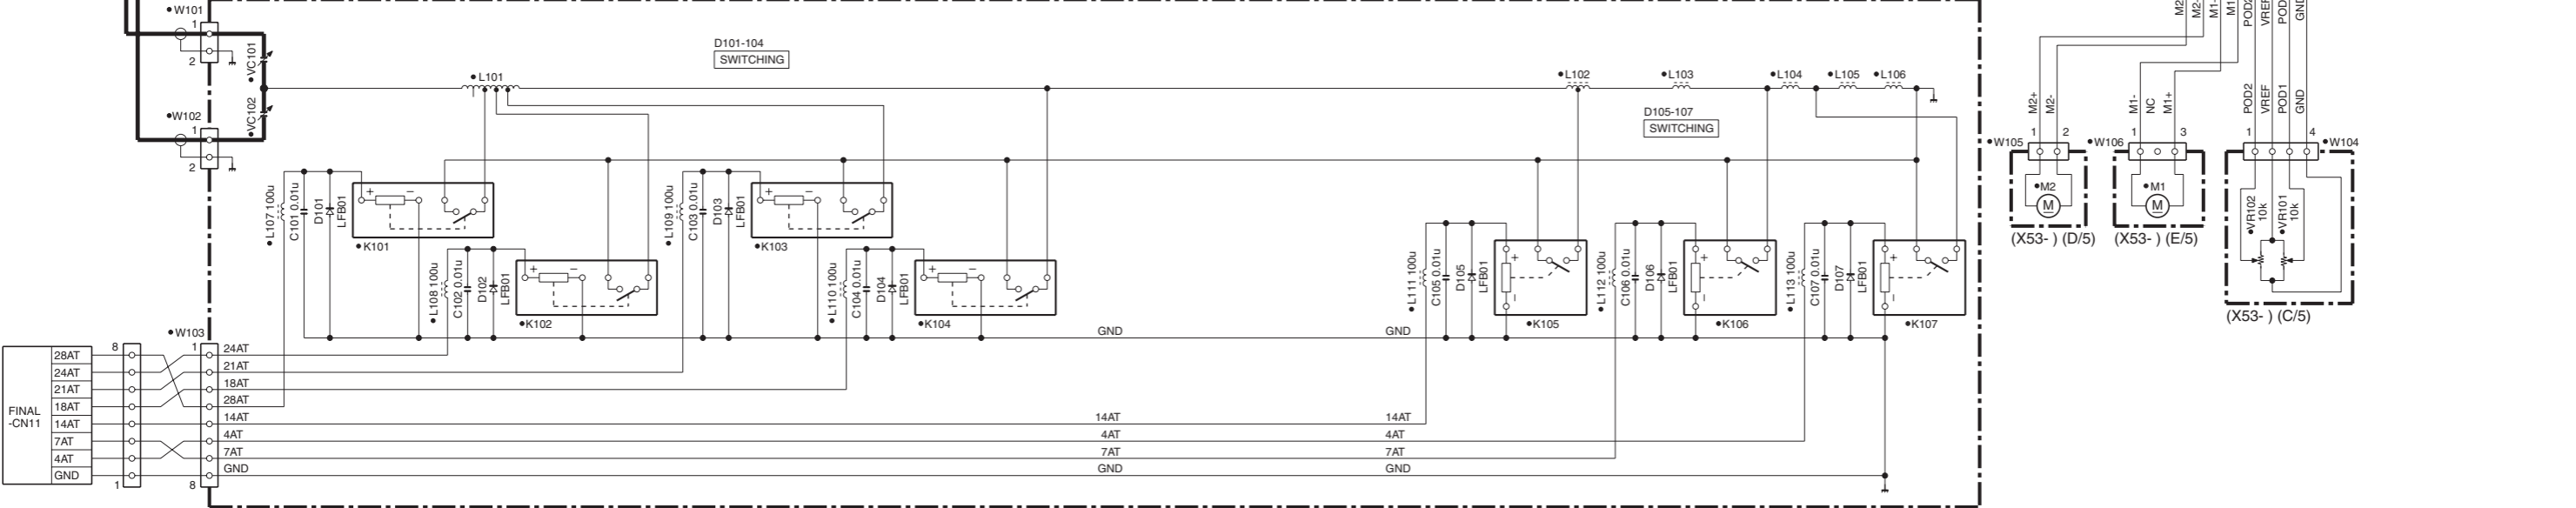 •W101
1
2
•VC101
•VC102
•W102
1
2
D101-104
SWITCHING
•L101
•L102
•L103
•L104
•L105
•L106
D105-107
SWITCHING
•L107 100u
C101 0.01u
D101
LFB01
+
−
•K101
•L108 100u
C102 0.01u
D102
LFB01
+
−
•K102
•L109 100u
C103 0.01u
D103
LFB01
+
−
•K103
•L110 100u
C104 0.01u
D104
LFB01
+
−
•K104
•L111 100u
C105 0.01u
D105
LFB01
+
−
•K105
•L112 100u
C106 0.01u
D106
LFB01
+
−
•K106
•L113 100u
C107 0.01u
D107
LFB01
+
−
•K107
GND
GND
•W103
FINAL
-CN11
28AT
24AT
21AT
18AT
14AT
7AT
4AT
GND
8
1
1
8
24AT
21AT
18AT
28AT
14AT
14AT
14AT
4AT
4AT
4AT
7AT
7AT
7AT
GND
GND
GND
M2
M2-
M1-
M1
POD2
VREF
POD
GND
M2+
M2-
M1-
NC
M1+
POD2
VREF
POD1
GND
•W105
1
2
•M2
M
(X53- ) (D/5)
•W106
1
3
•M1
M
(X53- ) (E/5)
1
4
•W104
•VR102
10k
•VR101
10k
(X53- ) (C/5)